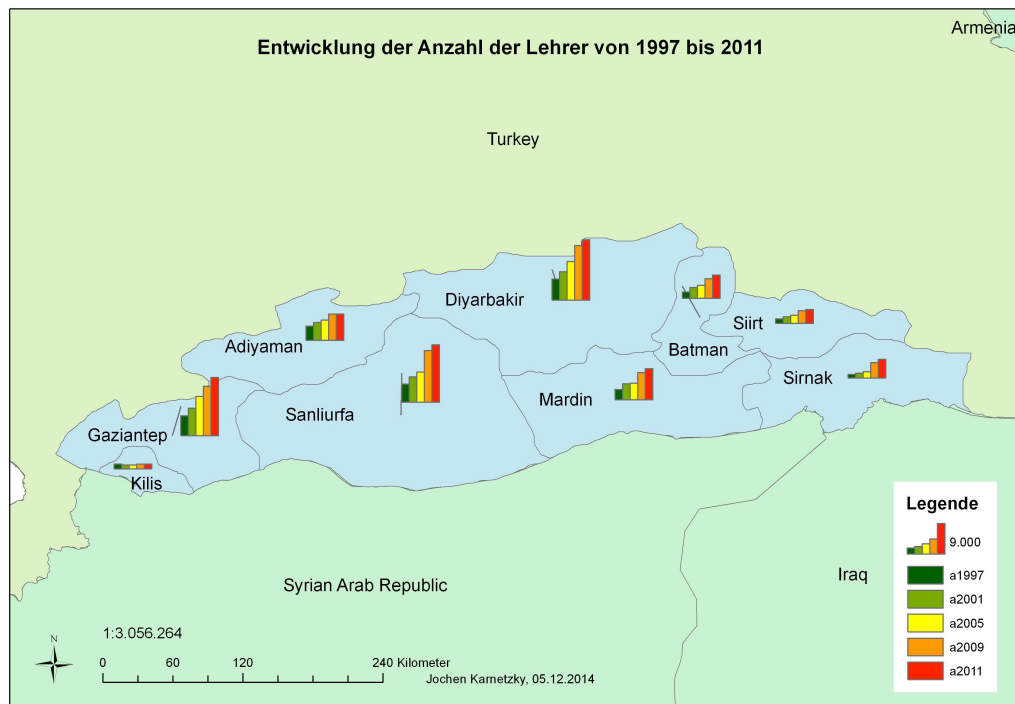 Armenia
Entwicklung der Anzahl der Lehrer von 1997 bis 2011
Turkey
Diyarbakir
Siirt
Adiyaman
Batman
Sirnak
Mardin
Sanliurfa
Gaziantep
Kilis
Legende
9.000
a1997
a2001
a2005
a2009
a2011
Iraq
Syrian Arab Republic
1:3.056.264
N
0 60 120 240 Kilometer
Jochen Karnetzky, 05.12.2014